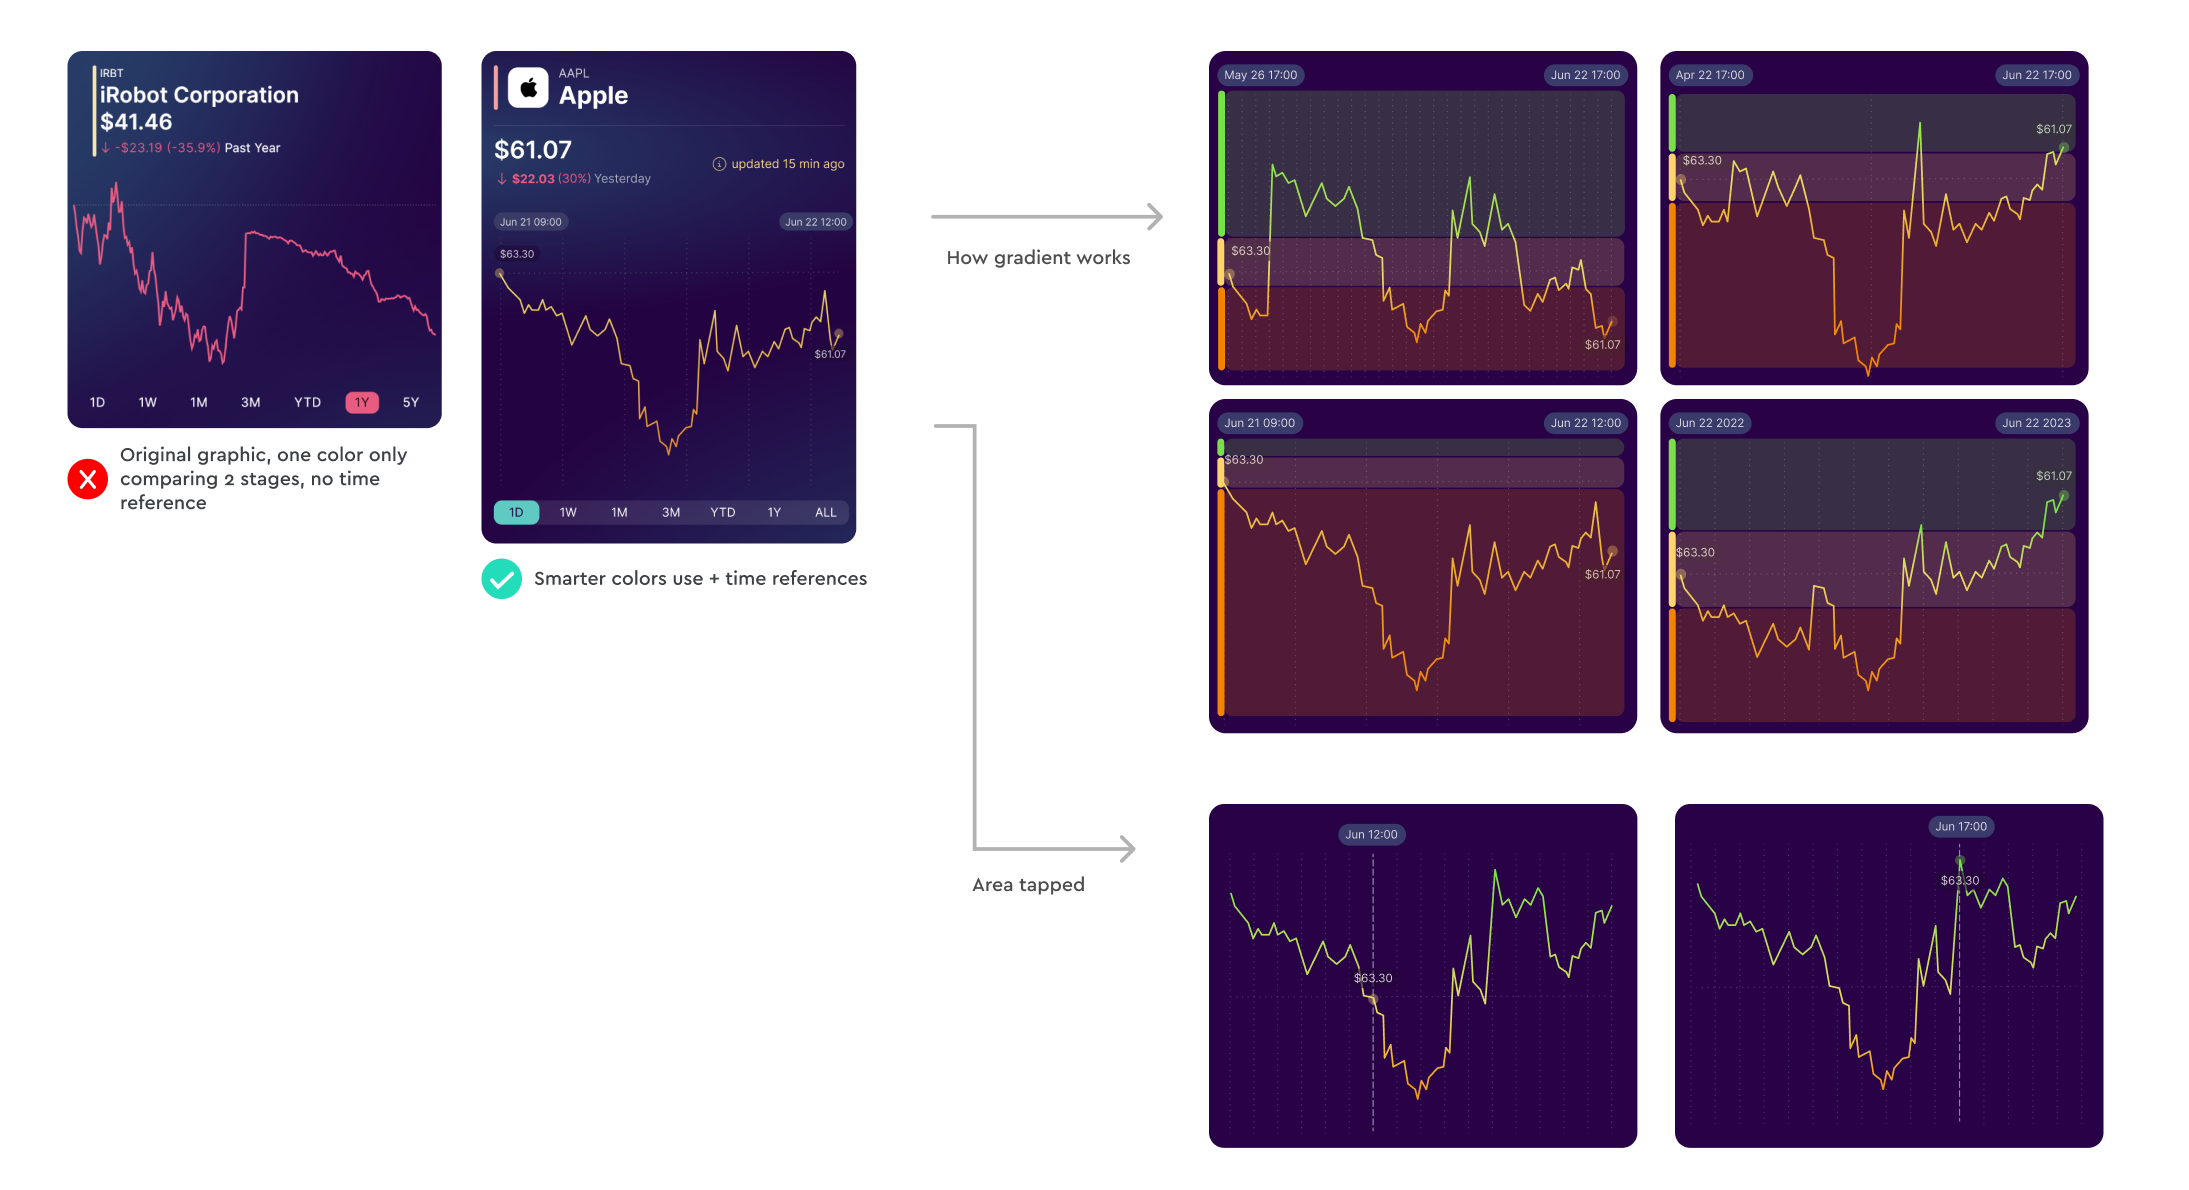 IRBT
iRobot Corporation
$41.46
↓ -$23.19 (-35.9%) Past Year
1D 1W 1M 3M YTD 1Y 5Y
Original graphic, one color only
comparing 2 stages, no time
reference
AAPL
Apple
$61.07
updated 15 min ago
↓ $22.03 (30%) Yesterday
Jun 21 09:00 Jun 22 12:00
$63.30
$61.07
1D 1W 1M 3M YTD 1Y ALL
Smarter colors use + time references
How gradient works
Area tapped
May 26 17:00 Jun 22 17:00
$63.30
$61.07
Apr 22 17:00 Jun 22 17:00
$61.07
$63.30
Jun 21 09:00 Jun 22 12:00
$63.30
$61.07
Jun 22 2022 Jun 22 2023
$61.07
$63.30
Jun 12:00
$63.30
Jun 17:00
$63.30